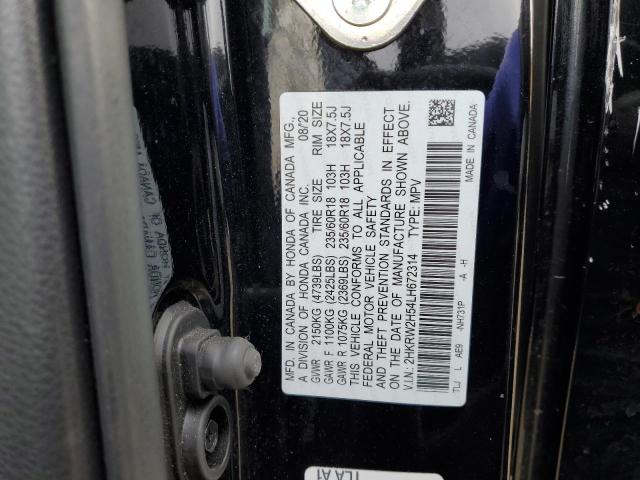 MFD. IN CANADA BY HONDA OF CANADA MFG.,
A DIVISION OF HONDA CANADA INC. 08/20
GVWR 2150KG (4739LBS) TIRE SIZE RIM SIZE
GAWR F 1100KG (2425LBS) 235/60R18 103H 18X7.5J
GAWR R 1075KG (2369LBS) 235/60R18 103H 18X7.5J
THIS VEHICLE CONFORMS TO ALL APPLICABLE
FEDERAL MOTOR VEHICLE SAFETY
AND THEFT PREVENTION STANDARDS IN EFFECT
ON THE DATE OF MANUFACTURE SHOWN ABOVE.
V.I.N: 2HKRW2H54LH672314 TYPE: MPV
TLJ L AE9 -NH731P -A -H
MADE IN CANADA
TLA A1